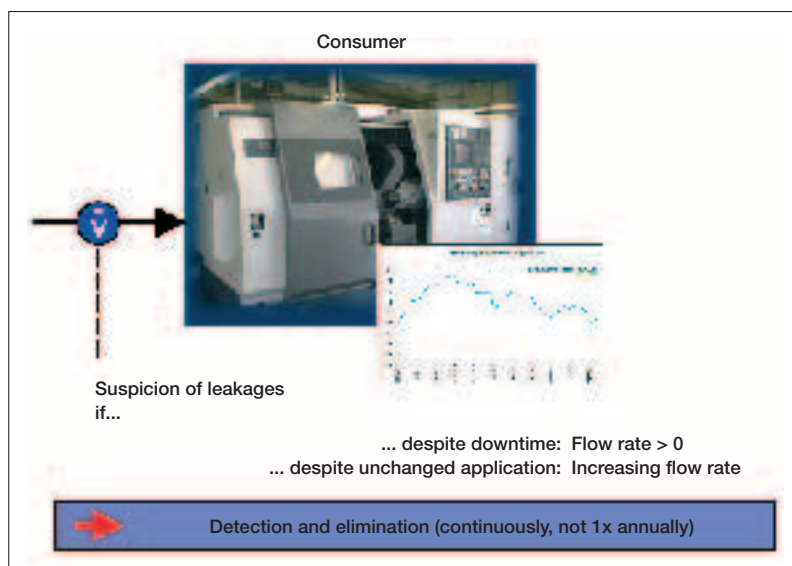 Consumer
V
Suspicion of leakages
if...
... despite downtime: Flow rate > 0
... despite unchanged application: Increasing flow rate
Detection and elimination (continuously, not 1x annually)